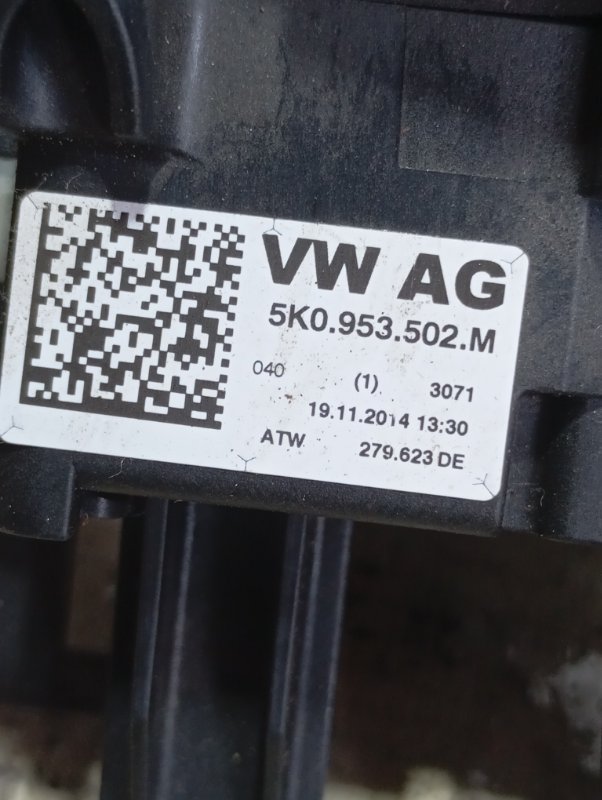 VW AG
5K0.953.502.M
040 (1) 3071
19.11.2014 13:30
ATW 279.623 DE